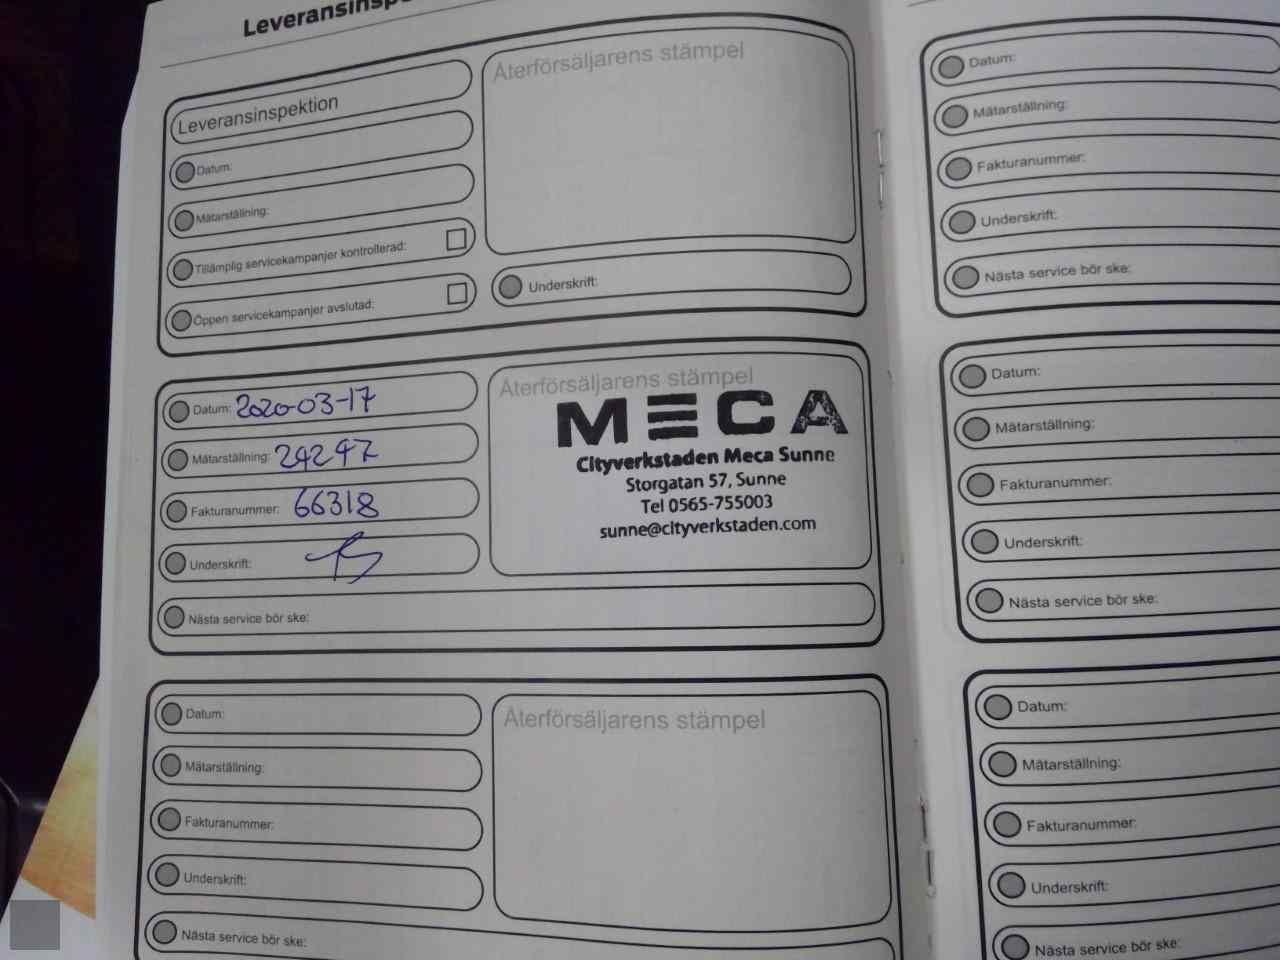 Leveransinsp
Leveransinspektion
Datum:
Mätarställning:
Tillämplig servicekampanjer kontrollerad:
Öppen servicekampanjer avslutad:
Återförsäljarens stämpel
Underskrift:
Datum: 2020-03-17
Mätarställning: 24297
Fakturanummer: 66318
Underskrift:
Nästa service bör ske:
Återförsäljarens stämpel
MECA
Cityverkstaden Meca Sunne
Storgatan 57, Sunne
Tel 0565-755003
sunne@cityverkstaden.com
Datum:
Mätarställning:
Fakturanummer:
Underskrift:
Nästa service bör ske:
Återförsäljarens stämpel
Datum:
Mätarställning:
Fakturanummer:
Underskrift:
Nästa service bör ske:
Datum:
Mätarställning:
Fakturanummer:
Underskrift:
Nästa service bör ske:
Datum:
Mätarställning:
Fakturanummer:
Underskrift:
Nästa service bör ske: